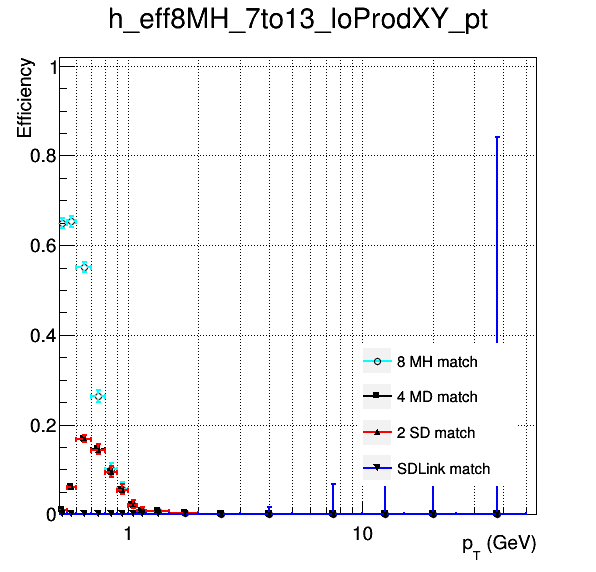 h_eff8MH_7to13_loProdXY_pt
Efficiency
1
0.8
0.6
0.4
0.2
0
8 MH match
4 MD match
2 SD match
SDLink match
1
10
pT (GeV)